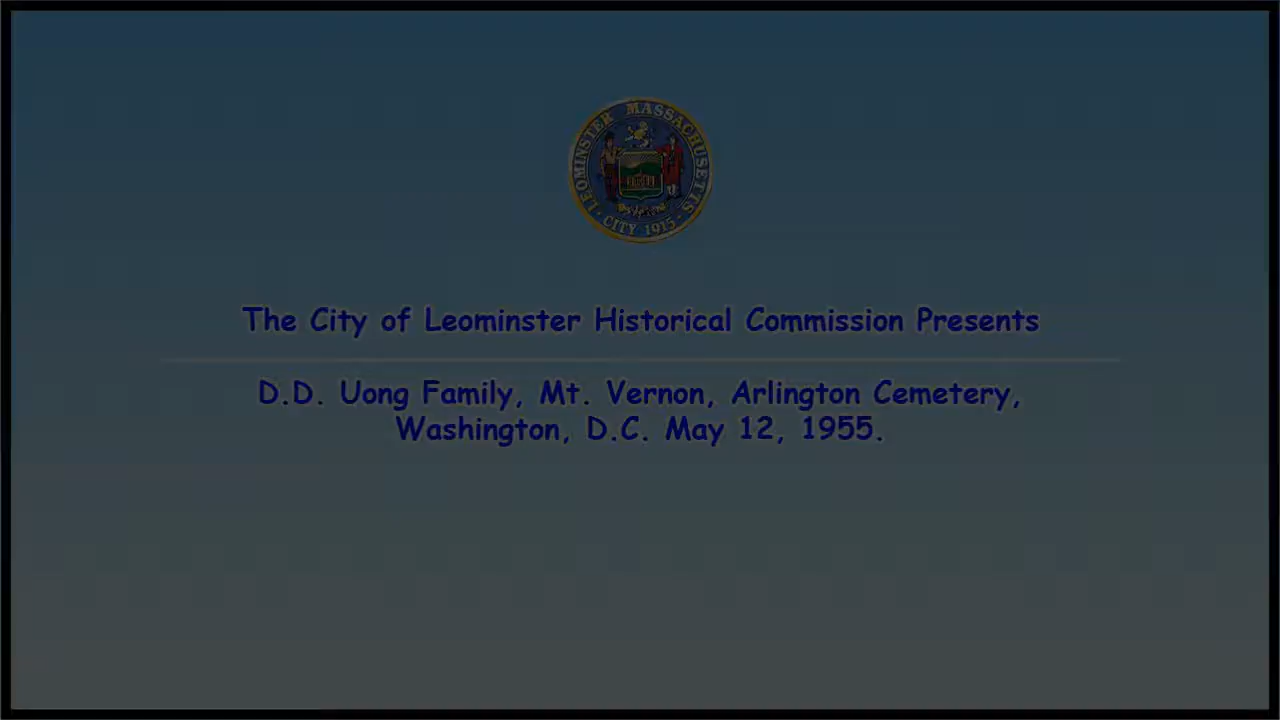 LEOMINSTER MASSACHUSETTS
CITY 1915
The City of Leominster Historical Commission Presents
D.D. Uong Family, Mt. Vernon, Arlington Cemetery,
Washington, D.C. May 12, 1955.